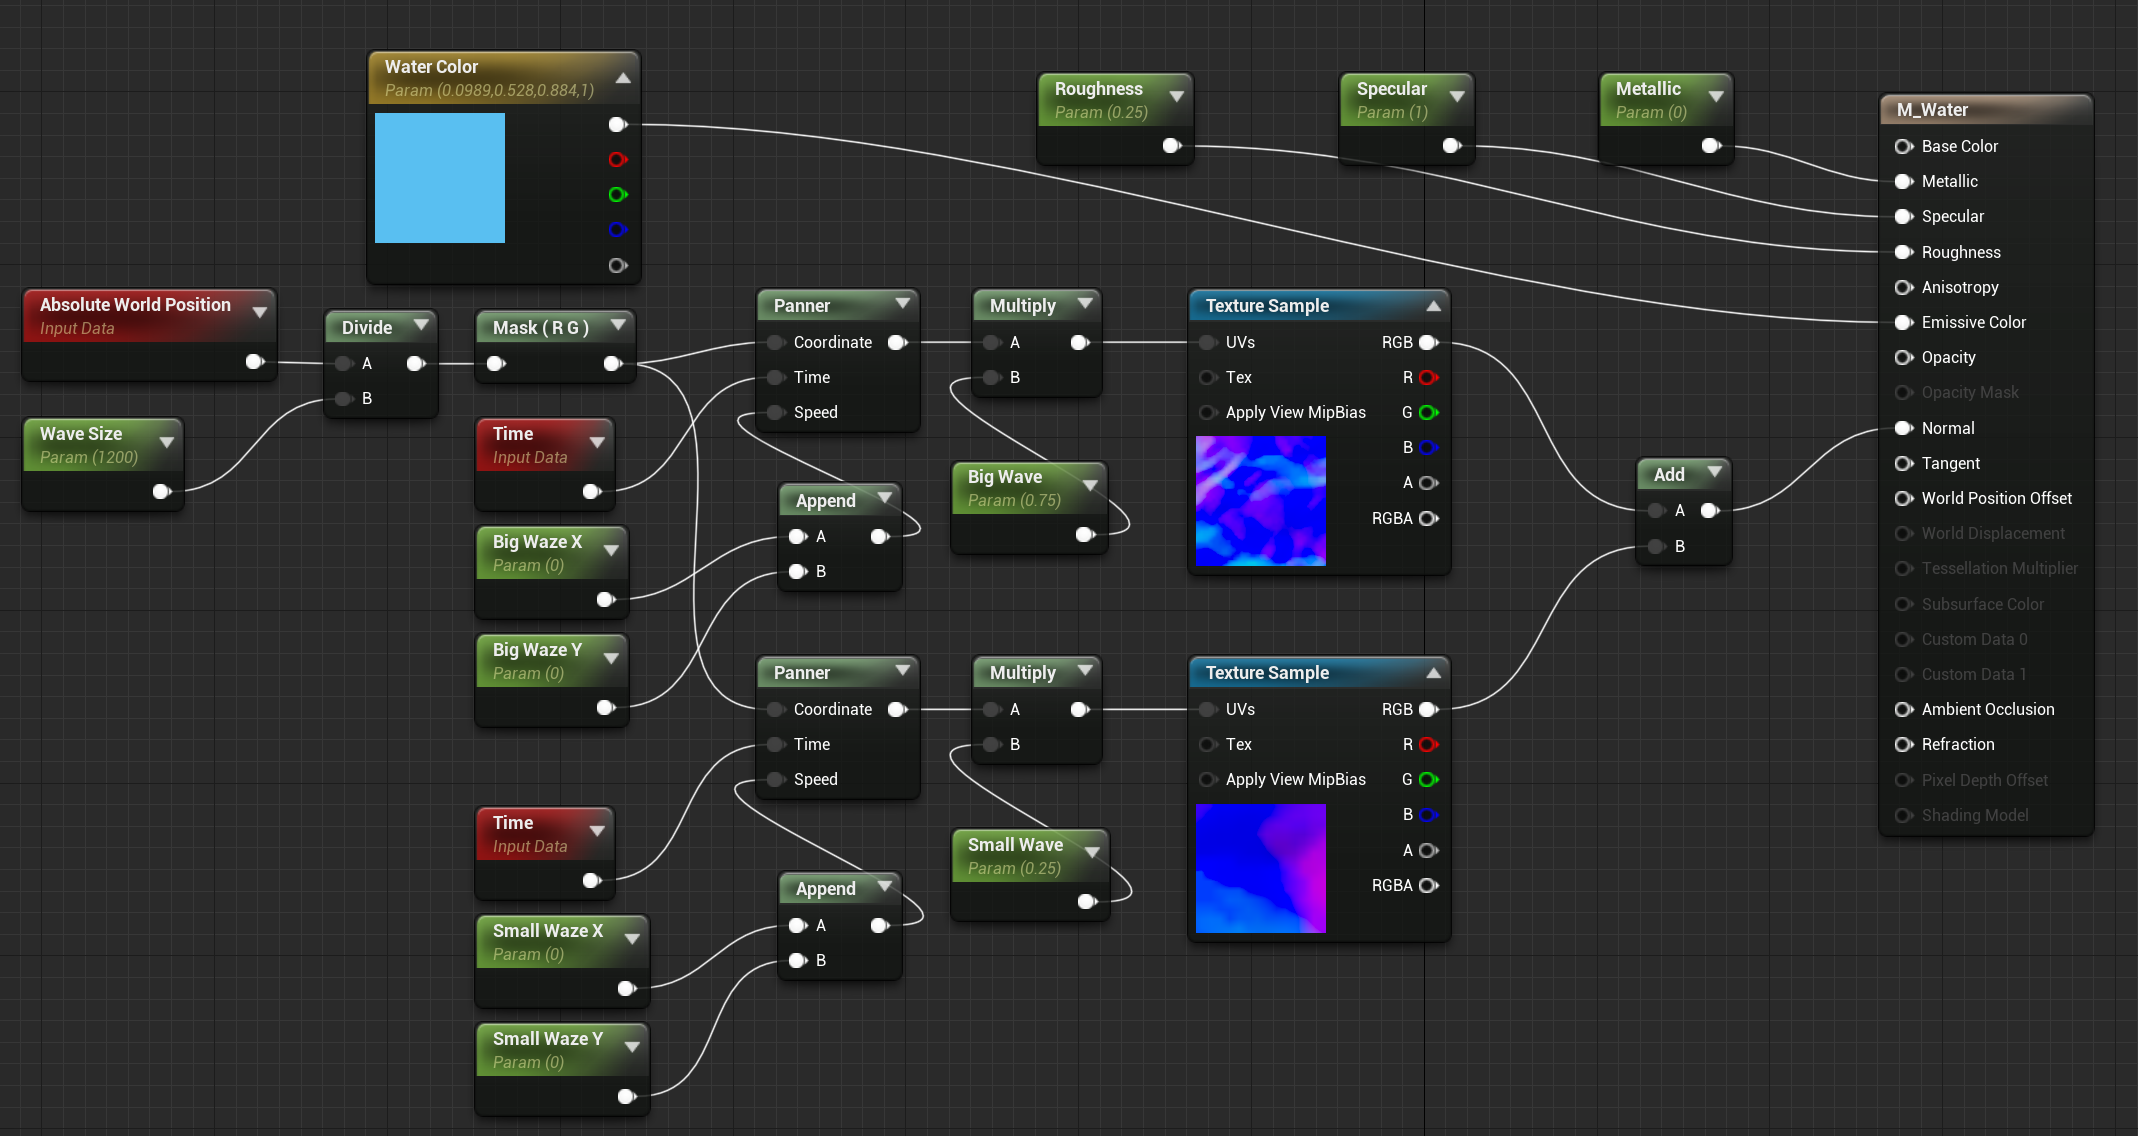 Water Color
Param (0.0989,0.528,0.884,1)
Roughness
Param (0.25)
Specular
Param (1)
Metallic
Param (0)
M_Water
Base Color
Metallic
Specular
Roughness
Anisotropy
Emissive Color
Opacity
Opacity Mask
Normal
Tangent
World Position Offset
World Displacement
Tessellation Multiplier
Subsurface Color
Custom Data 0
Custom Data 1
Ambient Occlusion
Refraction
Pixel Depth Offset
Shading Model
Absolute World Position
Input Data
Divide
A
B
Mask ( R G )
Wave Size
Param (1200)
Panner
Coordinate
Time
Speed
Multiply
A
B
Texture Sample
UVs RGB
Tex R
Apply View MipBias G
B
A
RGBA
Time
Input Data
Big Waze X
Param (0)
Big Waze Y
Param (0)
Append
A
B
Big Wave
Param (0.75)
Add
A
B
Panner
Coordinate
Time
Speed
Multiply
A
B
Texture Sample
UVs RGB
Tex R
Apply View MipBias G
B
A
RGBA
Time
Input Data
Small Waze X
Param (0)
Small Waze Y
Param (0)
Append
A
B
Small Wave
Param (0.25)